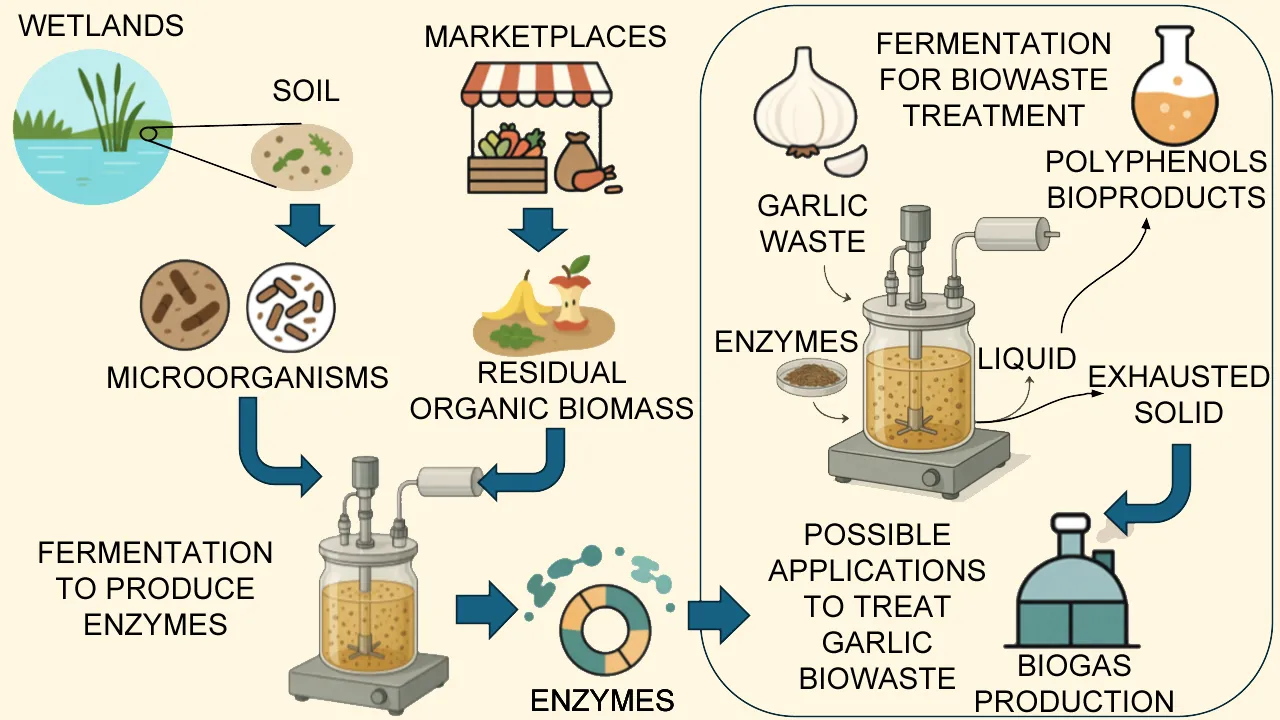 WETLANDS
SOIL
MICROORGANISMS
MARKETPLACES
RESIDUAL
ORGANIC BIOMASS
FERMENTATION
TO PRODUCE
ENZYMES
ENZYMES
FERMENTATION
FOR BIOWASTE
TREATMENT
GARLIC
WASTE
ENZYMES
LIQUID
POLYPHENOLS
BIOPRODUCTS
EXHAUSTED
SOLID
POSSIBLE
APPLICATIONS
TO TREAT
GARLIC
BIOWASTE
BIOGAS
PRODUCTION